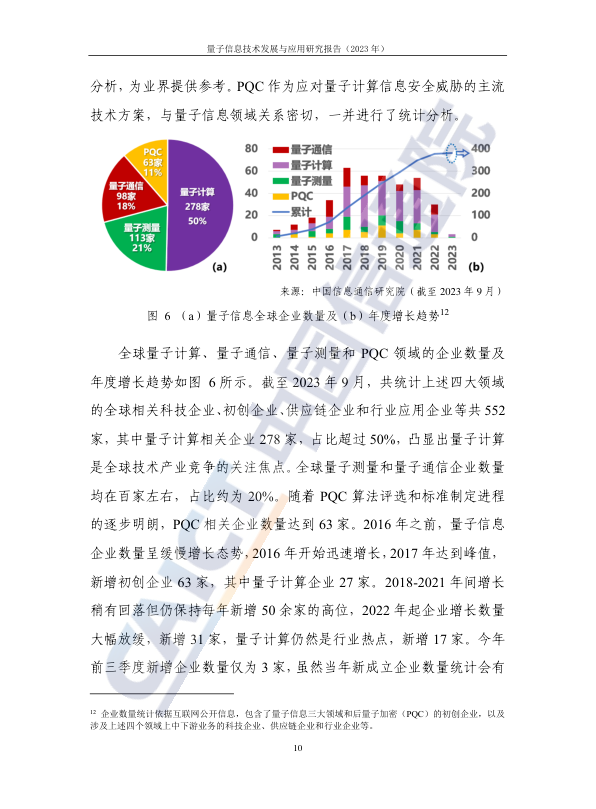 量子信息技术发展与应用研究报告（2023 年）
分析，为业界提供参考。PQC 作为应对量子计算信息安全威胁的主流
技术方案，与量子信息领域关系密切，一并进行了统计分析。
PQC
63家
11%
量子通信
98家
18%
量子测量
113家
21%
量子计算
278家
50%
(a)
80
60
40
20
0
量子通信
量子计算
量子测量
PQC
累计
400
300
200
100
0
2013 2014 2015 2016 2017 2018 2019 2020 2021 2022 2023
(b)
来源：中国信息通信研究院（截至 2023 年 9 月）
图 6 （a）量子信息全球企业数量及（b）年度增长趋势12
全球量子计算、量子通信、量子测量和 PQC 领域的企业数量及
年度增长趋势如图 6 所示。截至 2023 年 9 月，共统计上述四大领域
的全球相关科技企业、初创企业、供应链企业和行业应用企业等共 552
家，其中量子计算相关企业 278 家，占比超过 50%，凸显出量子计算
是全球技术产业竞争的关注焦点。全球量子测量和量子通信企业数量
均在百家左右，占比约为 20%。随着 PQC 算法评选和标准制定进程
的逐步明朗，PQC 相关企业数量达到 63 家。2016 年之前，量子信息
企业数量呈缓慢增长态势，2016 年开始迅速增长，2017 年达到峰值，
新增初创企业 63 家，其中量子计算企业 27 家。2018-2021 年间增长
稍有回落但仍保持每年新增 50 余家的高位，2022 年起企业增长数量
大幅放缓，新增 31 家，量子计算仍然是行业热点，新增 17 家。今年
前三季度新增企业数量仅为 3 家，虽然当年新成立企业数量统计会有
12 企业数量统计依据互联网公开信息，包含了量子信息三大领域和后量子加密（PQC）的初创企业，以及
涉及上述四个领域上中下游业务的科技企业、供应链企业和行业企业等。
10
CAICT 中国信通院